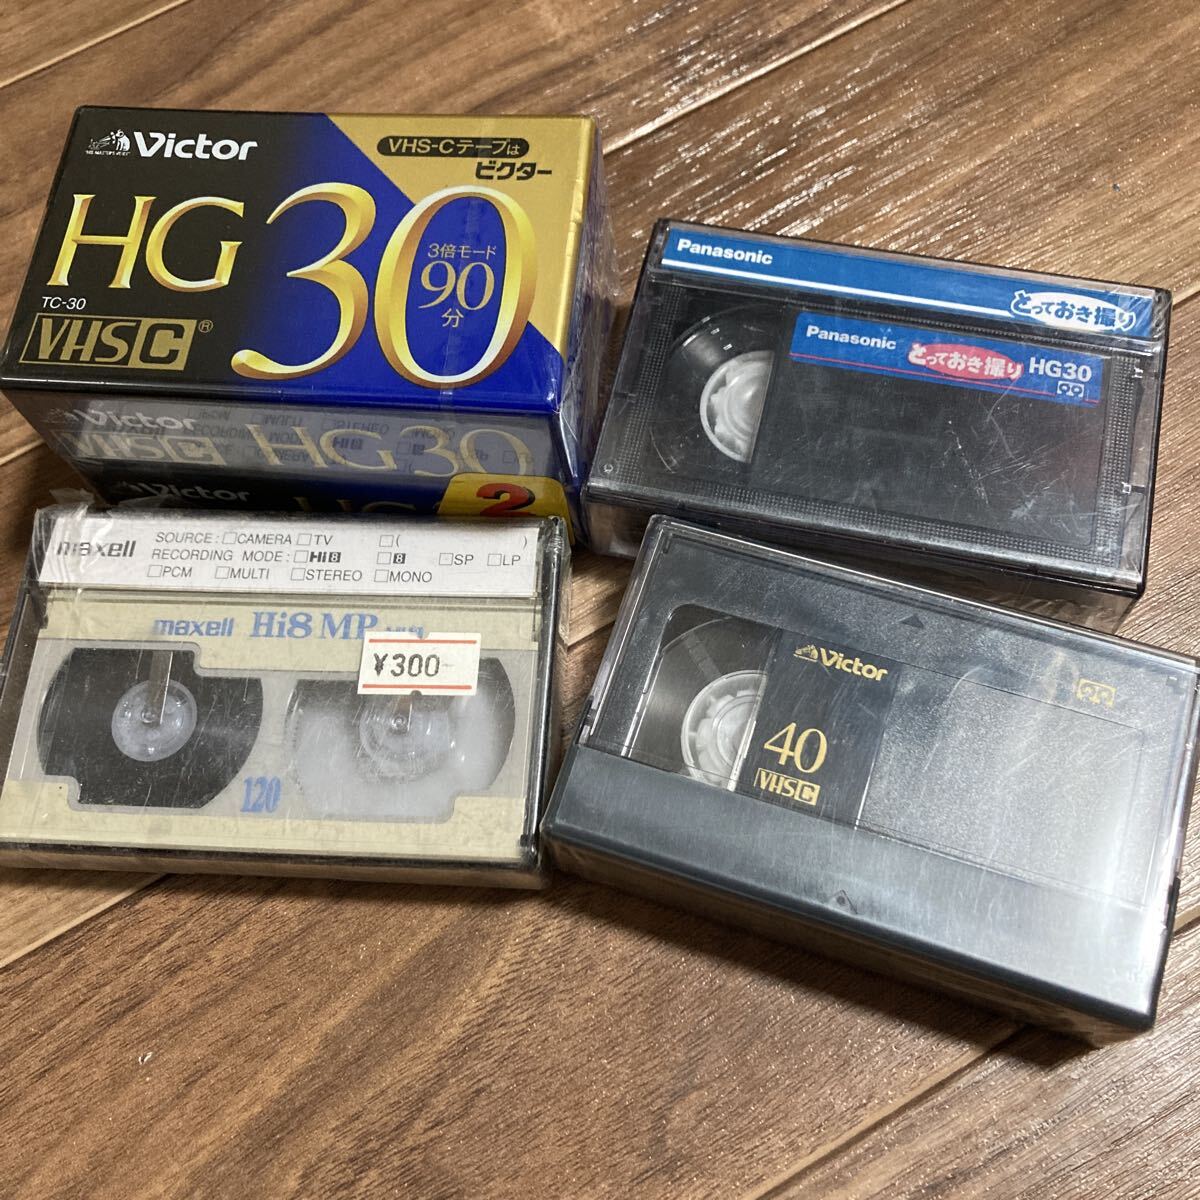 Victor
VHS-Cテープは
ビクター
HG30
3倍モード
90
分
TC-30
VHSC®
Victor
VHSC
HG30
Victor
HG
2
Panasonic
とっておき撮り
Panasonic
とっておき撮り HG30
maxell
SOURCE: □CAMERA □TV □( )
RECORDING MODE: □Hi8 □8 □SP □LP
□PCM □MULTI □STEREO □MONO
maxell Hi8 MP
¥300-
120
Victor
40
VHSC